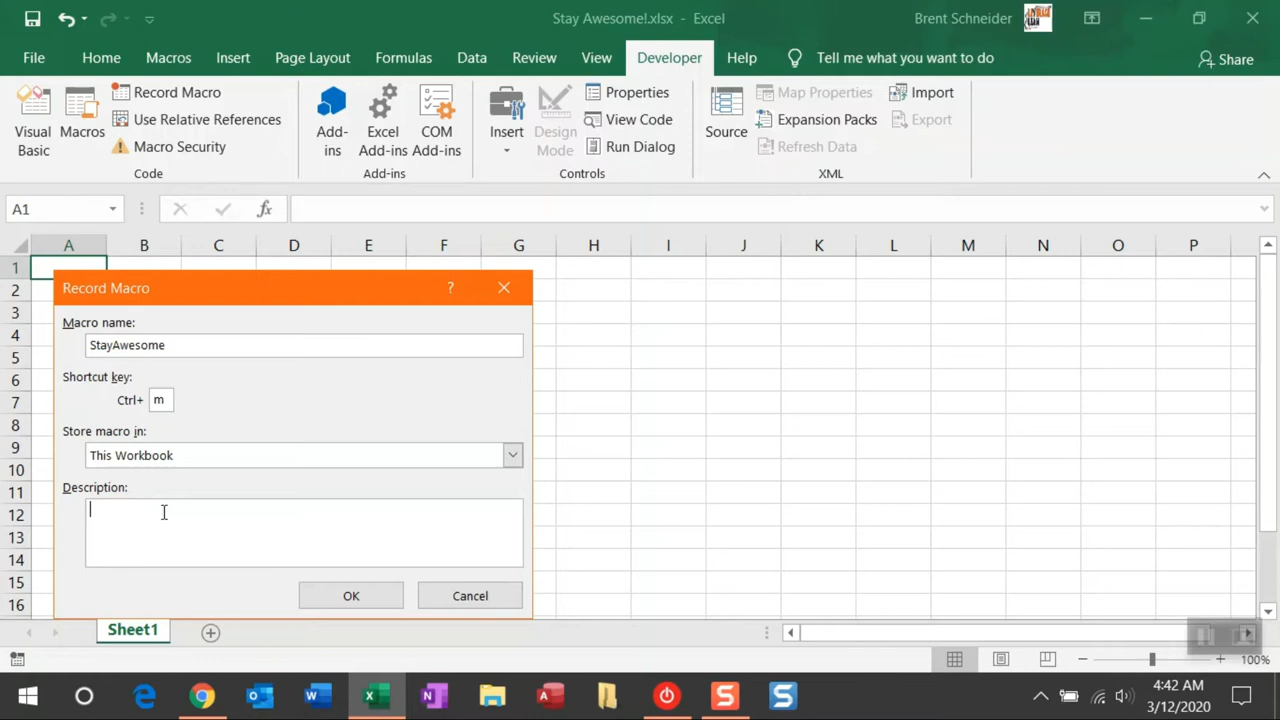 Stay Awesome!.xlsx - Excel
Brent Schneider
File Home Macros Insert Page Layout Formulas Data Review View Developer Help Tell me what you want to do Share
Visual Basic
Macros
Record Macro
Use Relative References
Macro Security
Code
Add-ins
Excel Add-ins
COM Add-ins
Add-ins
Insert
Design Mode
Properties
View Code
Run Dialog
Controls
Source
Map Properties
Expansion Packs
Refresh Data
Import
Export
XML
A1
fx
A B C D E F G H I J K L M N O P
1
2
3
4
5
6
7
8
9
10
11
12
13
14
15
16
Record Macro ?
Macro name:
StayAwesome
Shortcut key:
Ctrl+ m
Store macro in:
This Workbook
Description:
OK Cancel
Sheet1
100%
4:42 AM
3/12/2020